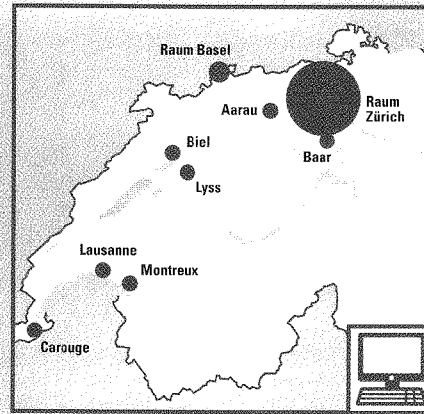 Raum Basel
Aarau
Raum
Zürich
Baar
Biel
Lyss
Lausanne
Montreux
Carouge